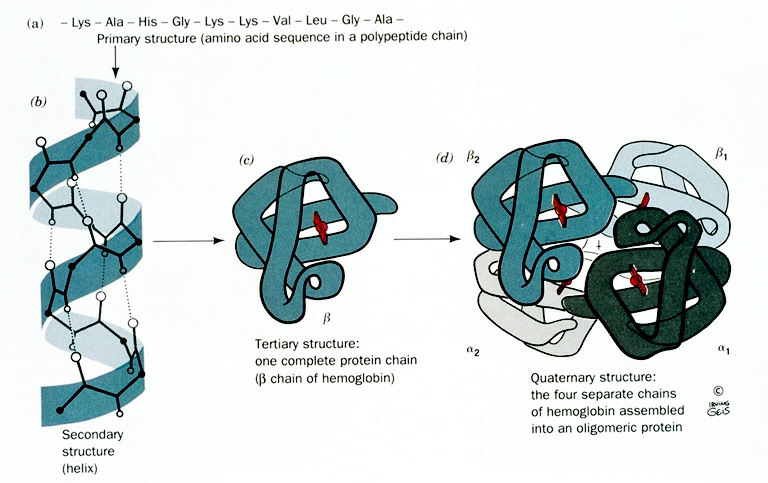 (a) – Lys – Ala – His – Gly – Lys – Lys – Val – Leu – Gly – Ala –
Primary structure (amino acid sequence in a polypeptide chain)
(b)
Secondary
structure
(helix)
(c)
β
Tertiary structure:
one complete protein chain
(β chain of hemoglobin)
(d)
β2
β1
α2
α1
Quaternary structure:
the four separate chains
of hemoglobin assembled
into an oligomeric protein
©
IRVING
GEIS